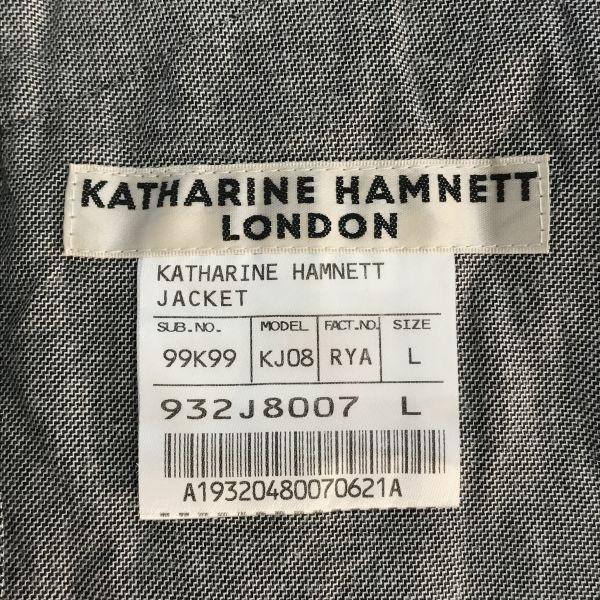 KATHARINE HAMNETT
LONDON
KATHARINE HAMNETT
JACKET
SUB.NO. MODEL FACT.NO. SIZE
99K99 KJ08 RYA L
932J8007 L
A19320480070621A